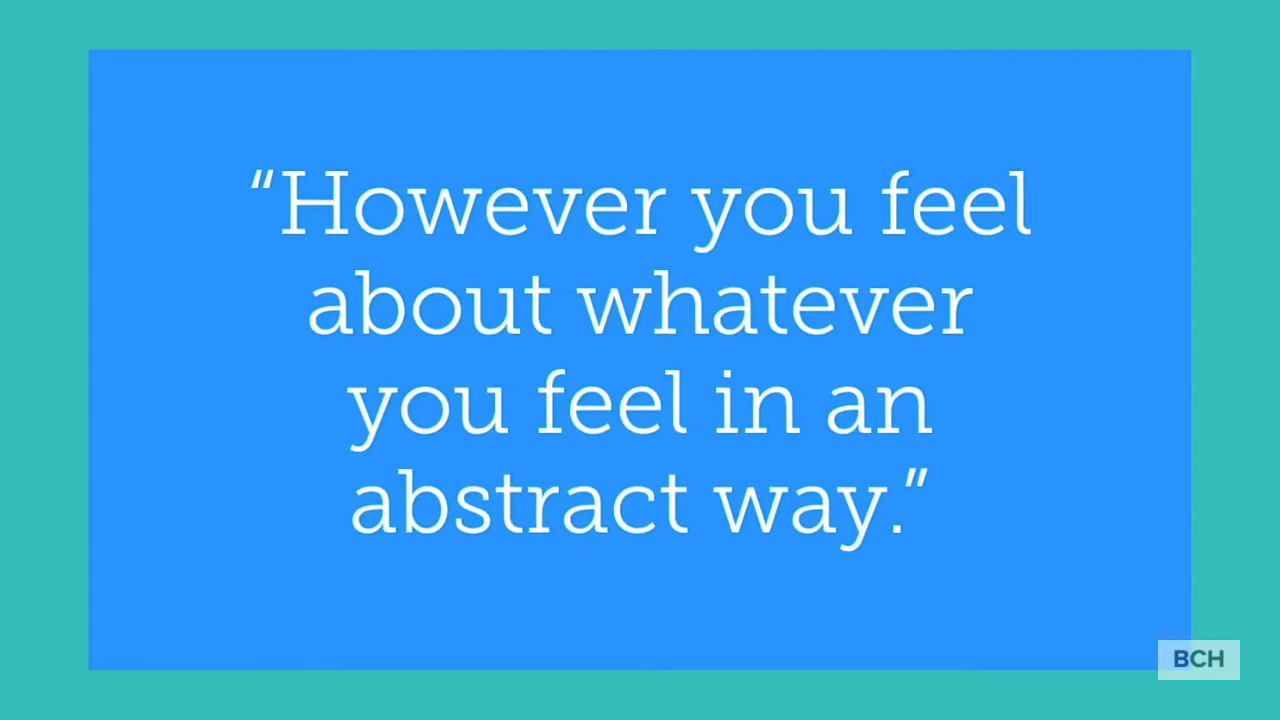 “However you feel
about whatever
you feel in an
abstract way.”
BCH